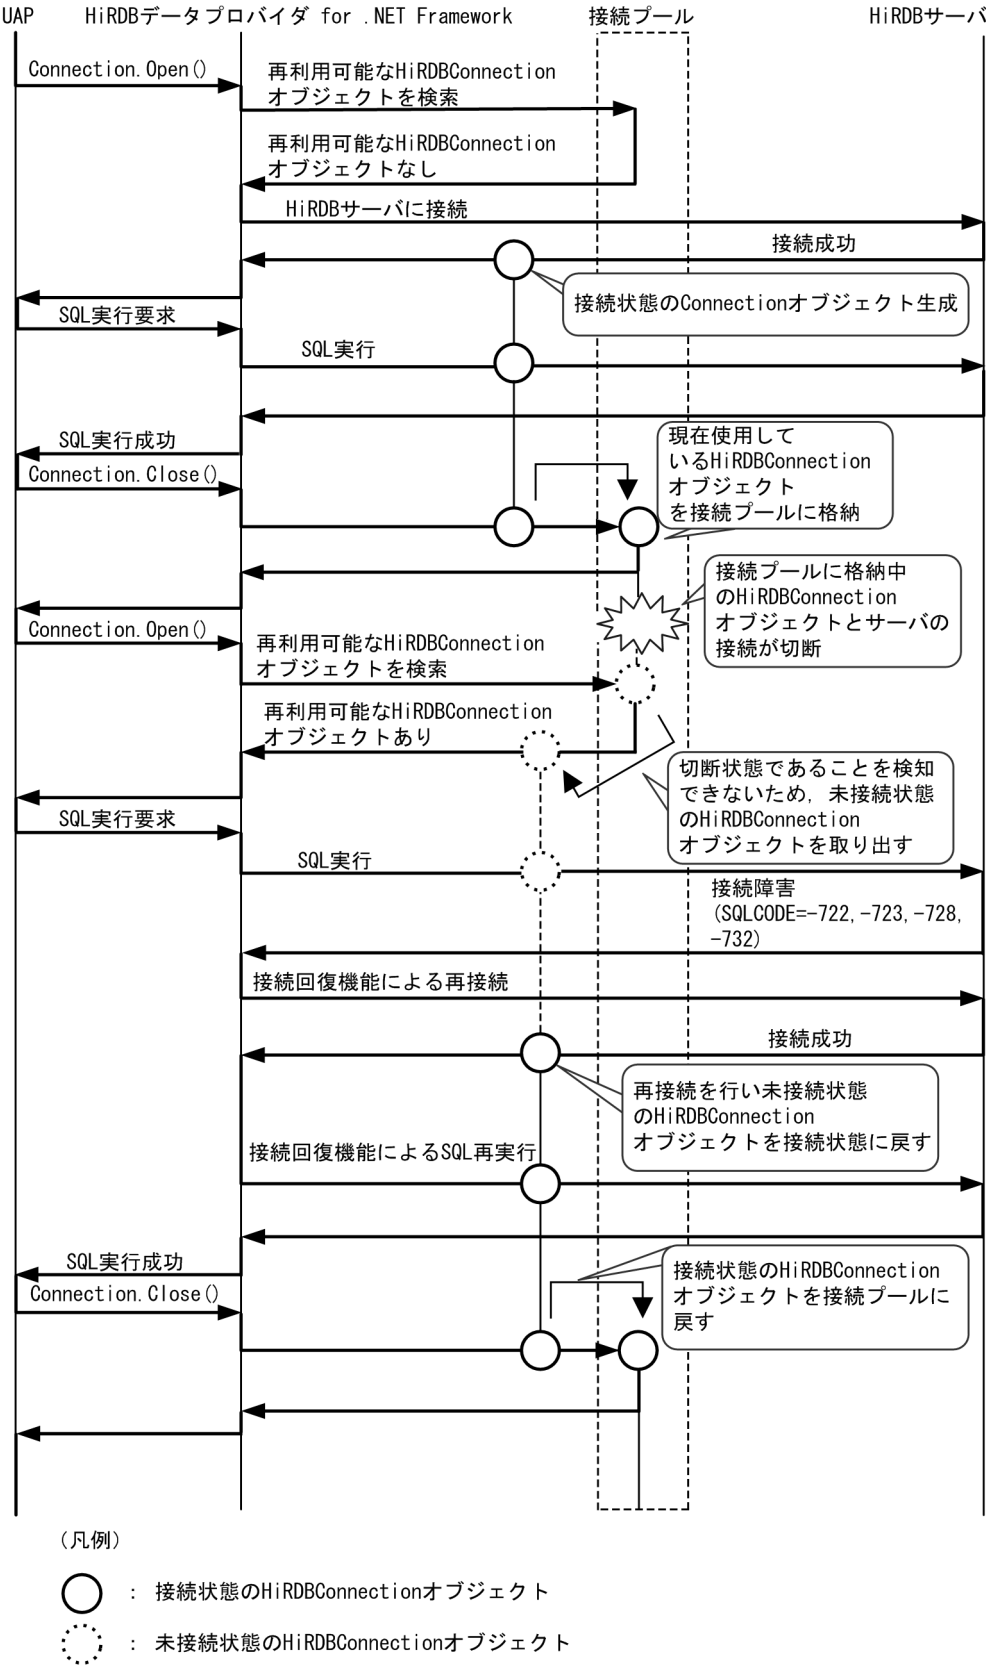 UAP HiRDBデータプロバイダ for .NET Framework 接続プール HiRDBサーバ
Connection.Open()
再利用可能なHiRDBConnection
オブジェクトを検索
再利用可能なHiRDBConnection
オブジェクトなし
HiRDBサーバに接続
接続成功
接続状態のConnectionオブジェクト生成
SQL実行要求
SQL実行
SQL実行成功
現在使用して
いるHiRDBConnection
オブジェクト
を接続プールに格納
Connection.Close()
接続プールに格納中
のHiRDBConnection
オブジェクトとサーバの
接続が切断
Connection.Open()
再利用可能なHiRDBConnection
オブジェクトを検索
再利用可能なHiRDBConnection
オブジェクトあり
切断状態であることを検知
できないため，未接続状態
のHiRDBConnection
オブジェクトを取り出す
SQL実行要求
SQL実行
接続障害
(SQLCODE=-722,-723,-728,
-732)
接続回復機能による再接続
接続成功
再接続を行い未接続状態
のHiRDBConnection
オブジェクトを接続状態に戻す
接続回復機能によるSQL再実行
SQL実行成功
接続状態のHiRDBConnection
オブジェクトを接続プールに
戻す
Connection.Close()
（凡例）
： 接続状態のHiRDBConnectionオブジェクト
： 未接続状態のHiRDBConnectionオブジェクト